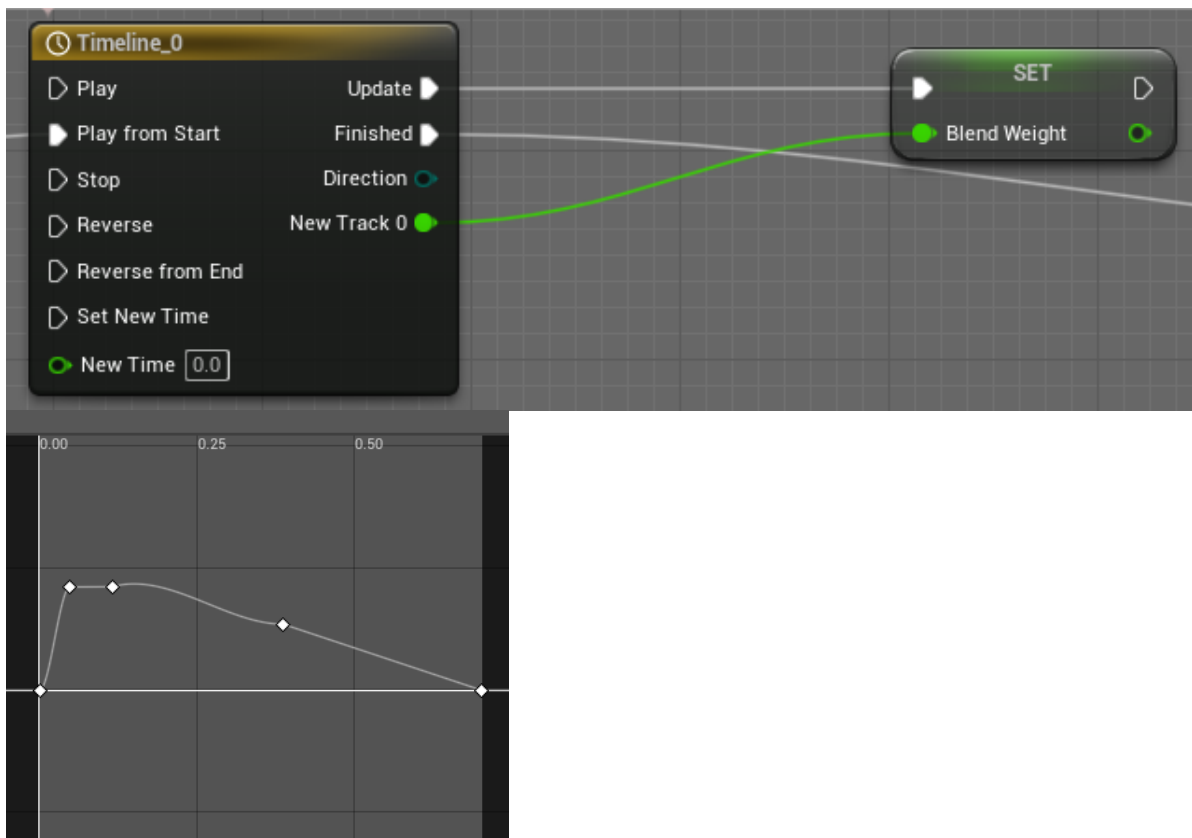 Timeline_0
Play
Update
Play from Start
Finished
Stop
Direction
Reverse
New Track 0
Reverse from End
Set New Time
New Time 0.0
SET
Blend Weight
0.00 0.25 0.50